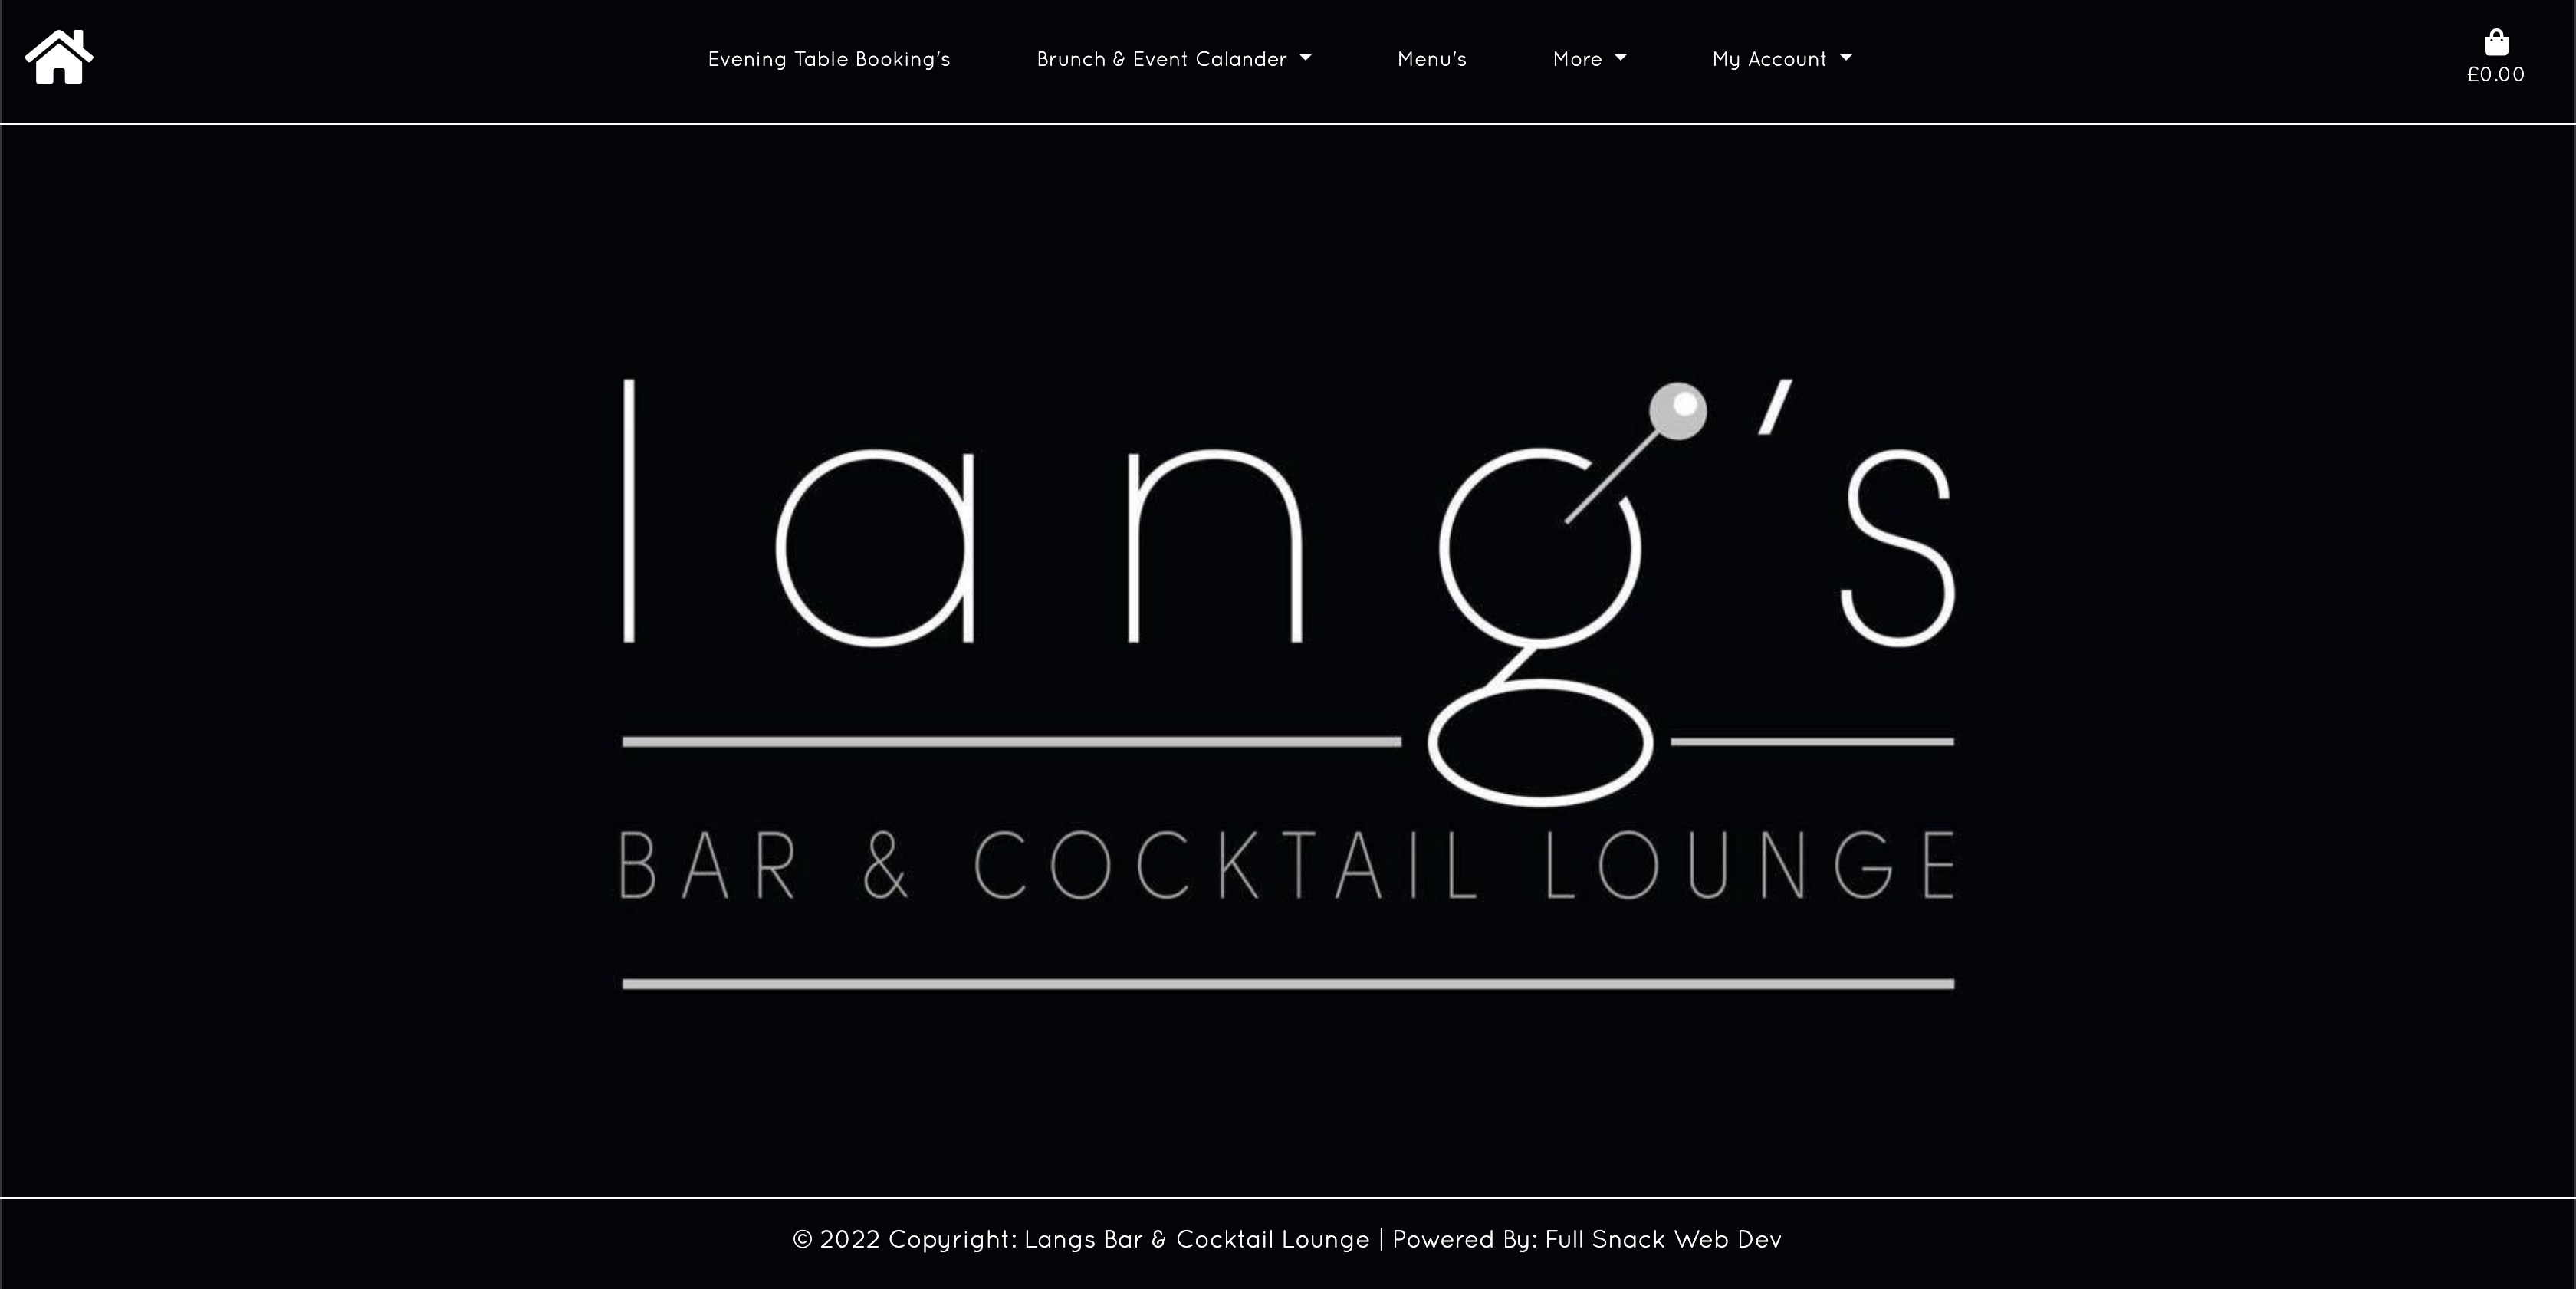 Evening Table Booking's Brunch & Event Calander Menu's More My Account
£0.00
lang's
BAR & COCKTAIL LOUNGE
© 2022 Copyright: Langs Bar & Cocktail Lounge | Powered By: Full Snack Web Dev